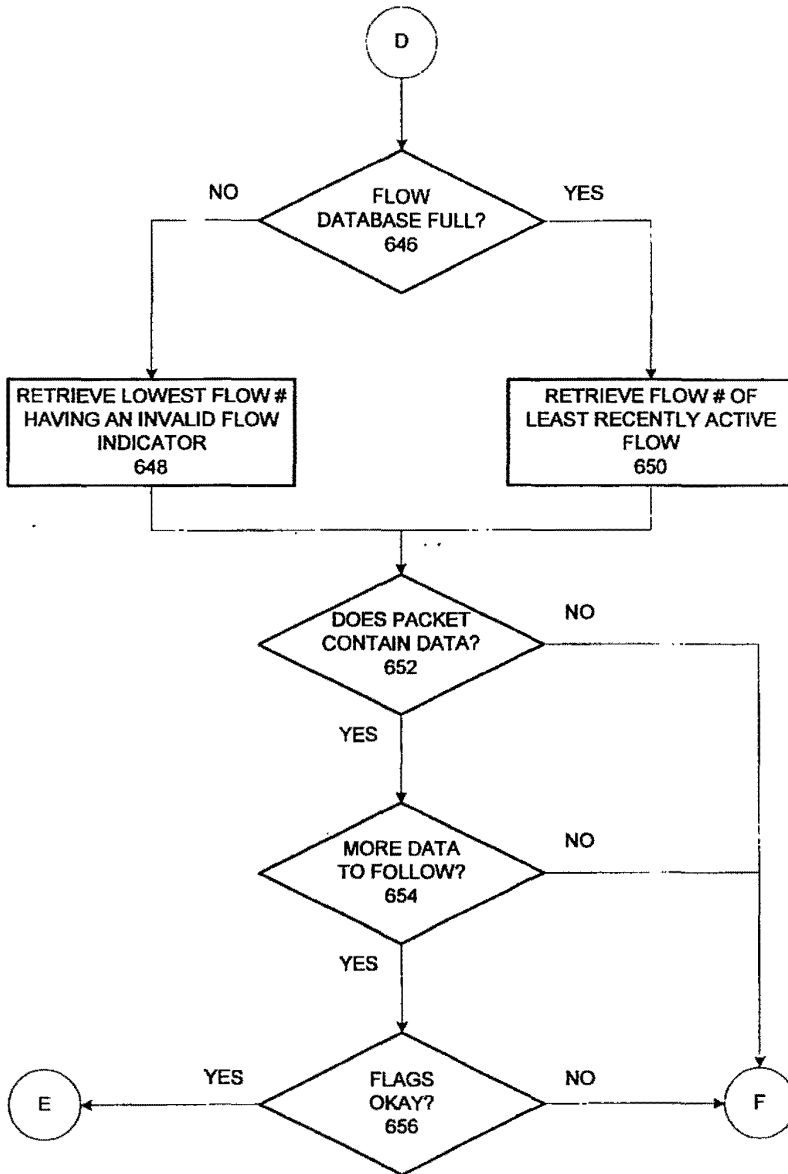 D
NO
FLOW
DATABASE FULL?
646
YES
RETRIEVE LOWEST FLOW #
HAVING AN INVALID FLOW
INDICATOR
648
RETRIEVE FLOW # OF
LEAST RECENTLY ACTIVE
FLOW
650
DOES PACKET
CONTAIN DATA?
652
NO
YES
MORE DATA
TO FOLLOW?
654
NO
YES
E
YES
FLAGS
OKAY?
656
NO
F